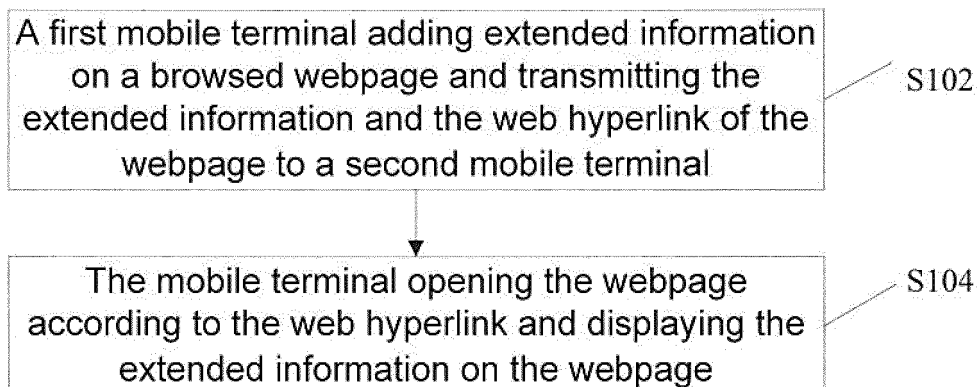 A first mobile terminal adding extended information
on a browsed webpage and transmitting the
extended information and the web hyperlink of the
webpage to a second mobile terminal
S102
The mobile terminal opening the webpage
according to the web hyperlink and displaying the
extended information on the webpage
S104